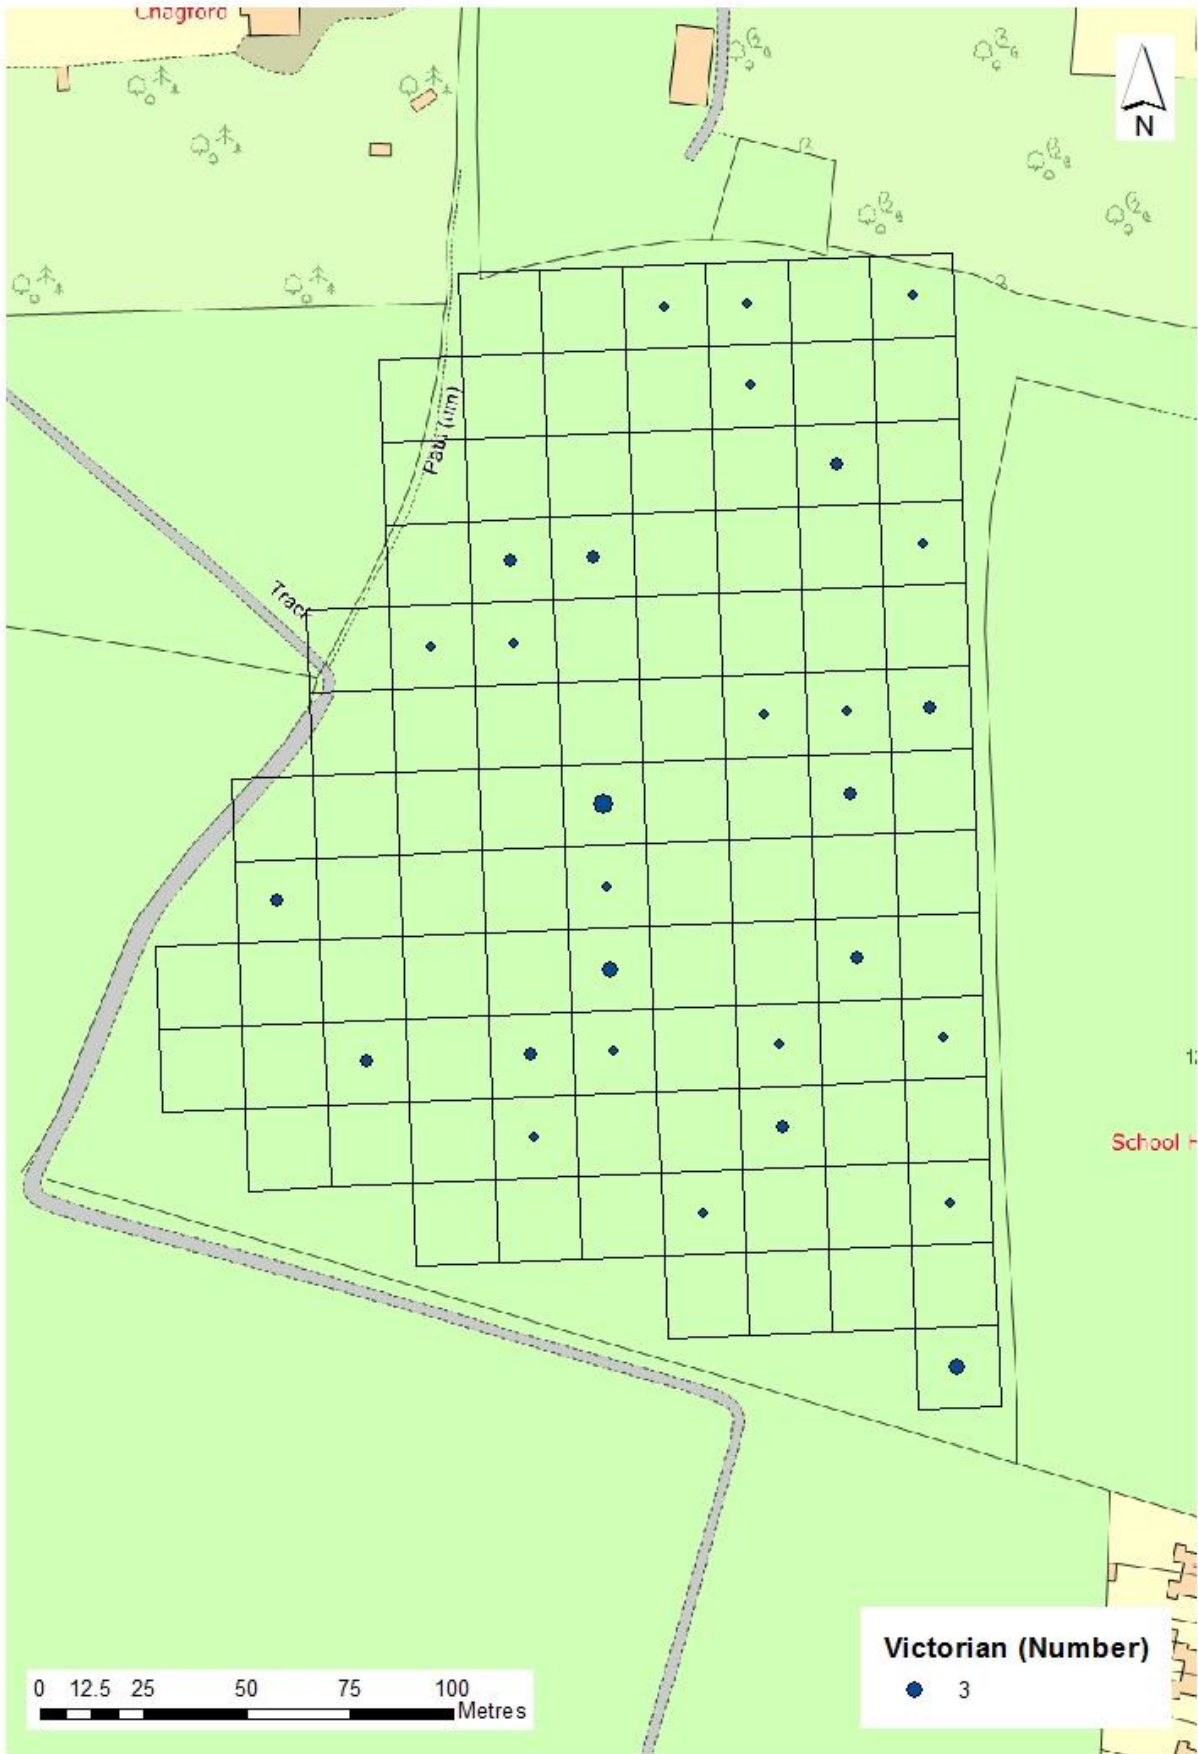 Chagford
N
Path (um)
Track
School H
Victorian (Number)
3
0 12.5 25 50 75 100
Metres